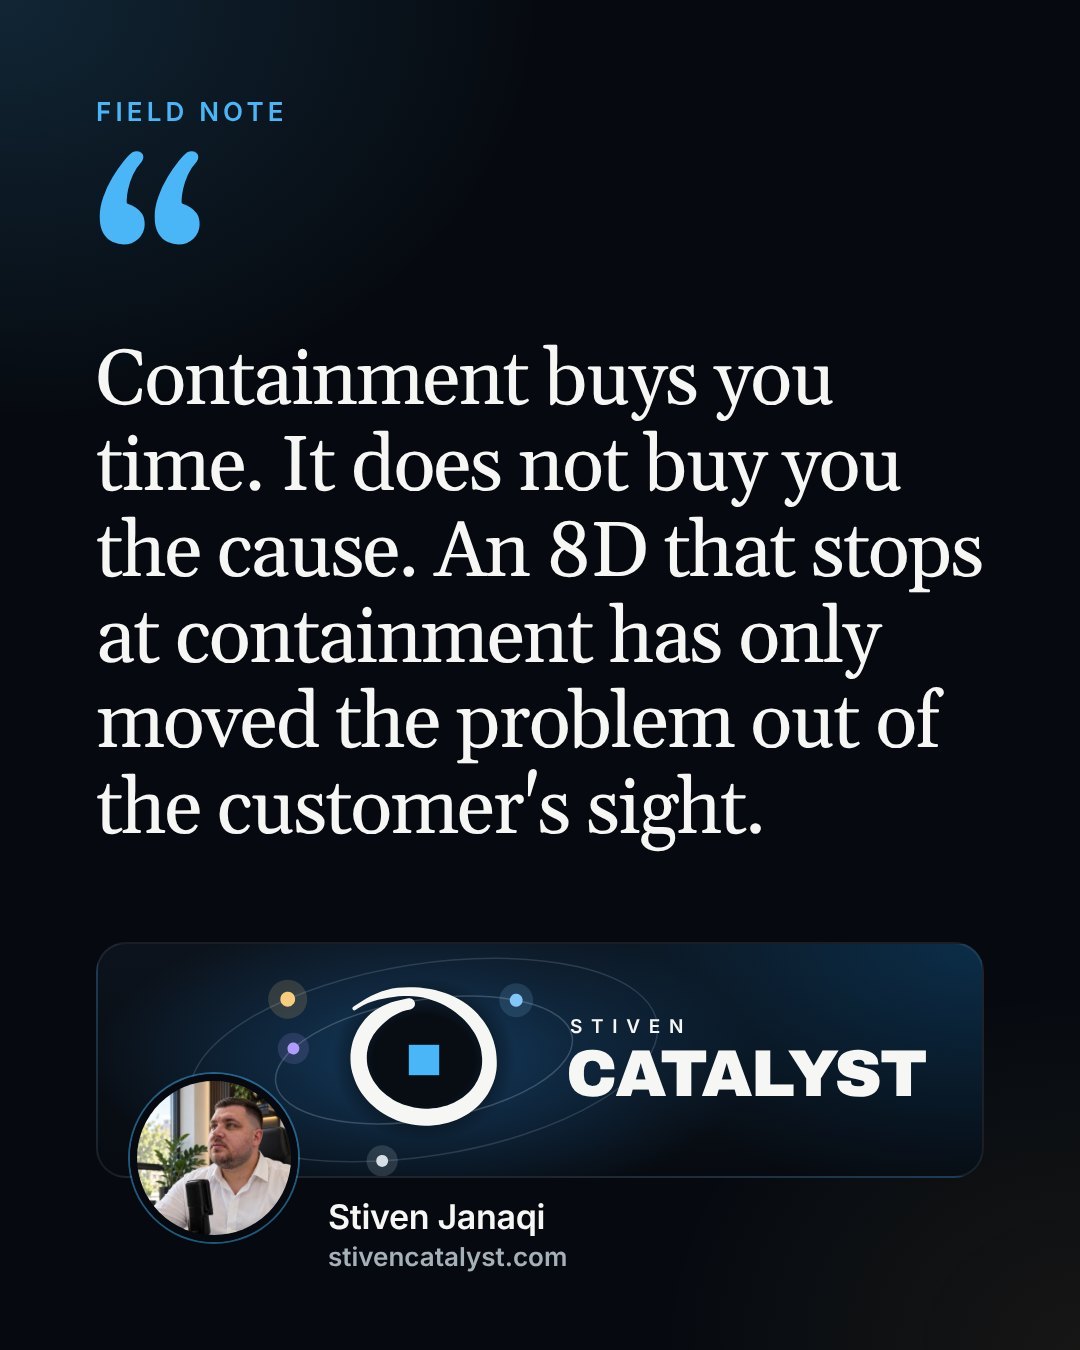 FIELD NOTE
“
Containment buys you
time. It does not buy you
the cause. An 8D that stops
at containment has only
moved the problem out of
the customer's sight.
STIVEN
CATALYST
Stiven Janaqi
stivencatalyst.com